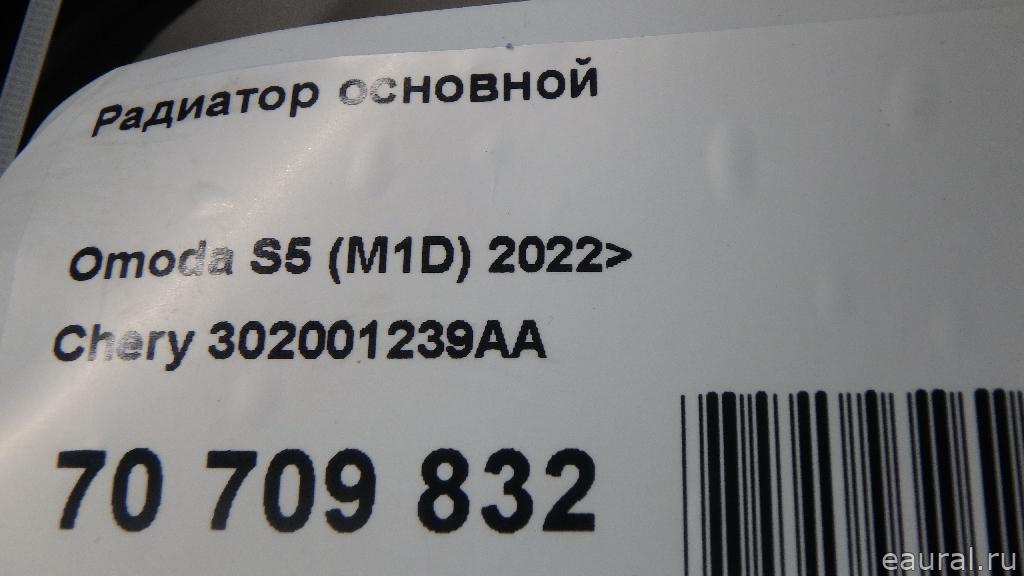 Радиатор основной
Omoda S5 (M1D) 2022>
Chery 302001239AA
70 709 832
eaural.ru